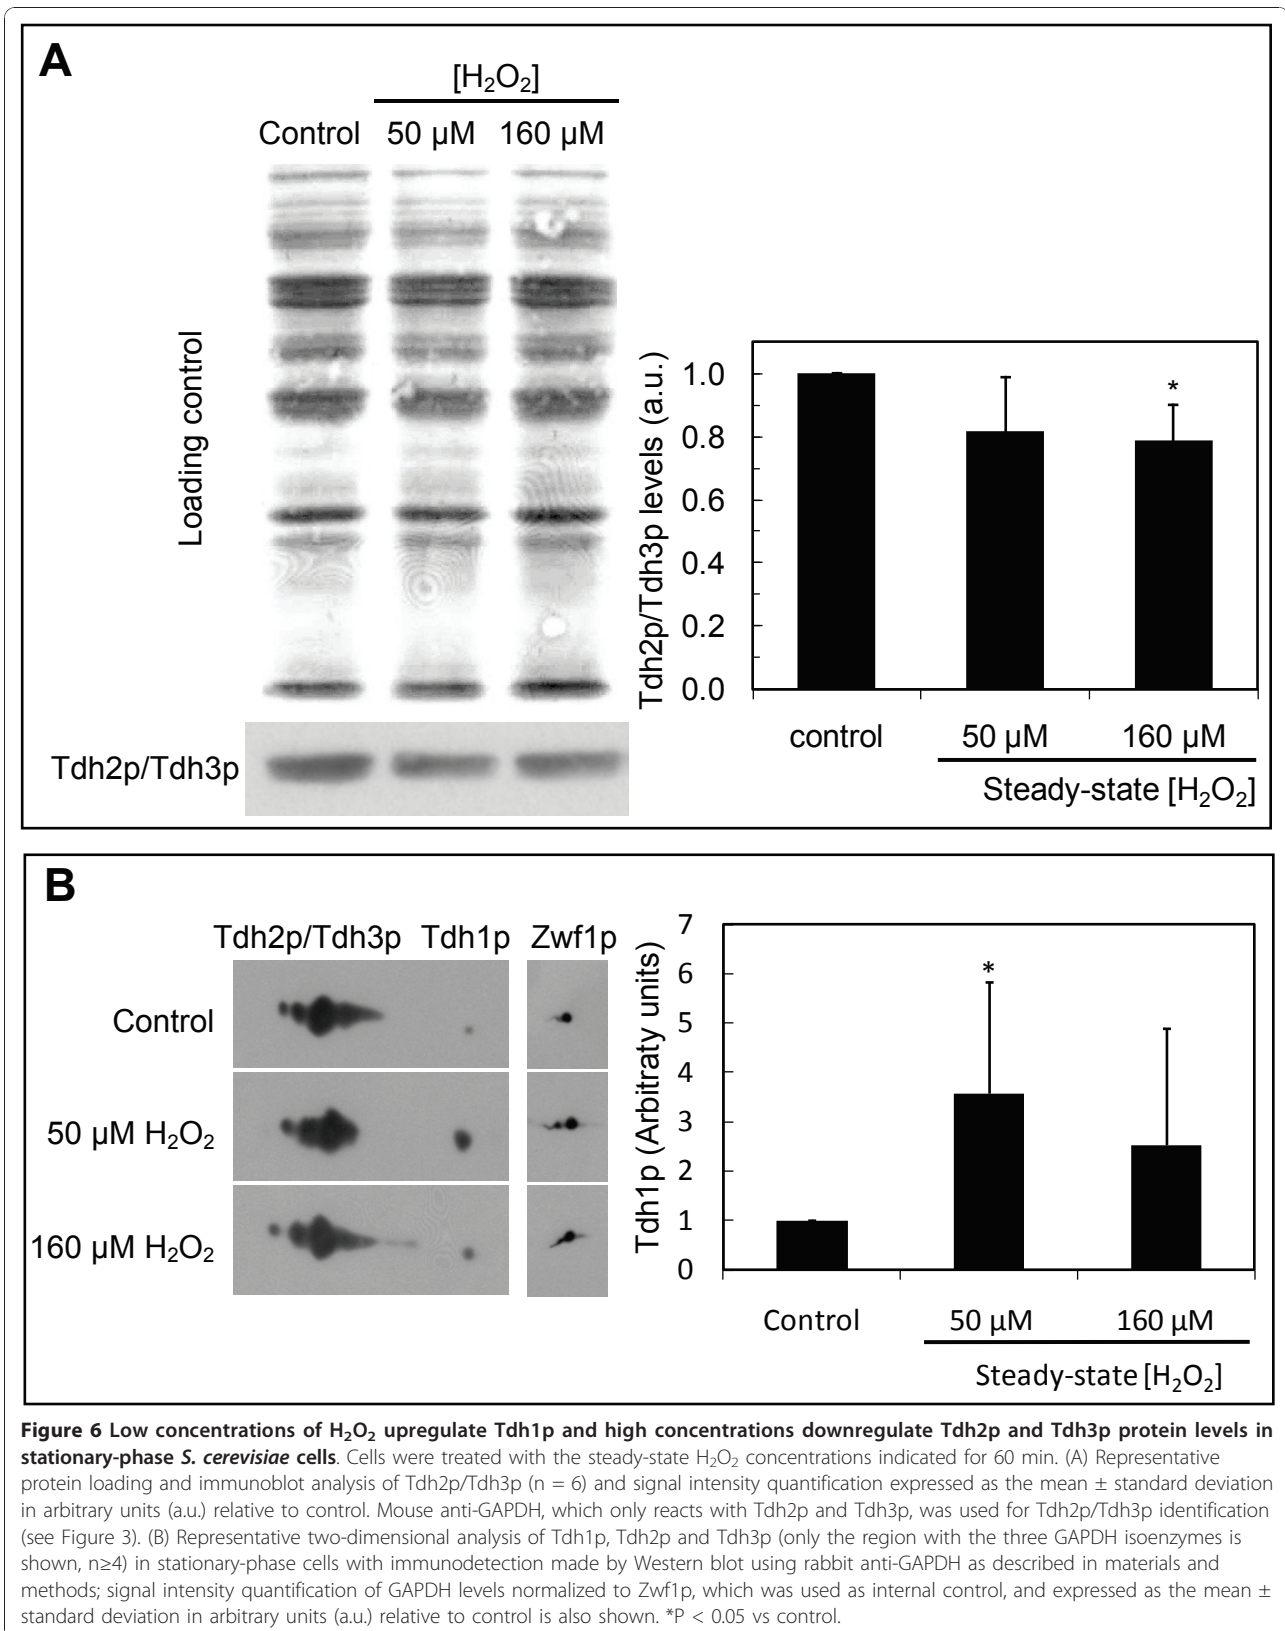 A
[H₂O₂]
Control 50 µM 160 µM
Loading control
Tdh2p/Tdh3p
Tdh2p/Tdh3p levels (a.u.)
1.0
0.8
0.6
0.4
0.2
0.0
*
control 50 µM 160 µM
Steady-state [H₂O₂]
B
Tdh2p/Tdh3p Tdh1p Zwf1p
Control
50 µM H₂O₂
160 µM H₂O₂
Tdh1p (Arbitraty units)
7
6
5
4
3
2
1
0
*
Control 50 µM 160 µM
Steady-state [H₂O₂]
Figure 6 Low concentrations of H₂O₂ upregulate Tdh1p and high concentrations downregulate Tdh2p and Tdh3p protein levels in
stationary-phase S. cerevisiae cells. Cells were treated with the steady-state H₂O₂ concentrations indicated for 60 min. (A) Representative
protein loading and immunoblot analysis of Tdh2p/Tdh3p (n = 6) and signal intensity quantification expressed as the mean ± standard deviation
in arbitrary units (a.u.) relative to control. Mouse anti-GAPDH, which only reacts with Tdh2p and Tdh3p, was used for Tdh2p/Tdh3p identification
(see Figure 3). (B) Representative two-dimensional analysis of Tdh1p, Tdh2p and Tdh3p (only the region with the three GAPDH isoenzymes is
shown, n≥4) in stationary-phase cells with immunodetection made by Western blot using rabbit anti-GAPDH as described in materials and
methods; signal intensity quantification of GAPDH levels normalized to Zwf1p, which was used as internal control, and expressed as the mean ±
standard deviation in arbitrary units (a.u.) relative to control is also shown. *P < 0.05 vs control.